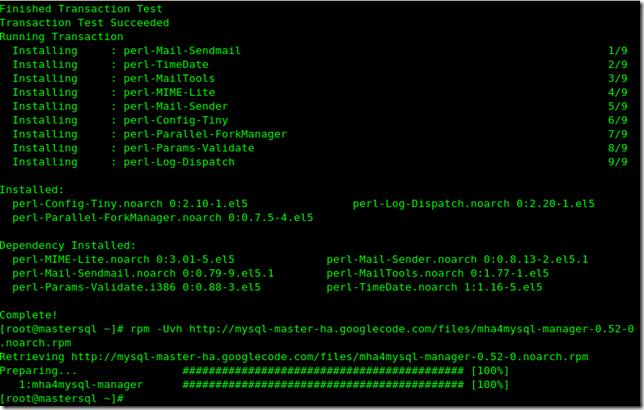 Finished Transaction Test
Transaction Test Succeeded
Running Transaction
  Installing     : perl-Mail-Sendmail                                                        1/9
  Installing     : perl-TimeDate                                                             2/9
  Installing     : perl-MailTools                                                            3/9
  Installing     : perl-MIME-Lite                                                            4/9
  Installing     : perl-Mail-Sender                                                          5/9
  Installing     : perl-Config-Tiny                                                          6/9
  Installing     : perl-Parallel-ForkManager                                                 7/9
  Installing     : perl-Params-Validate                                                      8/9
  Installing     : perl-Log-Dispatch                                                         9/9
Installed:
  perl-Config-Tiny.noarch 0:2.10-1.el5                perl-Log-Dispatch.noarch 0:2.20-1.el5
  perl-Parallel-ForkManager.noarch 0:0.7.5-4.el5
Dependency Installed:
  perl-MIME-Lite.noarch 0:3.01-5.el5              perl-Mail-Sender.noarch 0:0.8.13-2.el5.1
  perl-Mail-Sendmail.noarch 0:0.79-9.el5.1        perl-MailTools.noarch 0:1.77-1.el5
  perl-Params-Validate.i386 0:0.88-3.el5          perl-TimeDate.noarch 1:1.16-5.el5
Complete!
[root@mastersql ~]# rpm -Uvh http://mysql-master-ha.googlecode.com/files/mha4mysql-manager-0.52-0
.noarch.rpm
Retrieving http://mysql-master-ha.googlecode.com/files/mha4mysql-manager-0.52-0.noarch.rpm
Preparing...                ########################################### [100%]
   1:mha4mysql-manager      ########################################### [100%]
[root@mastersql ~]#